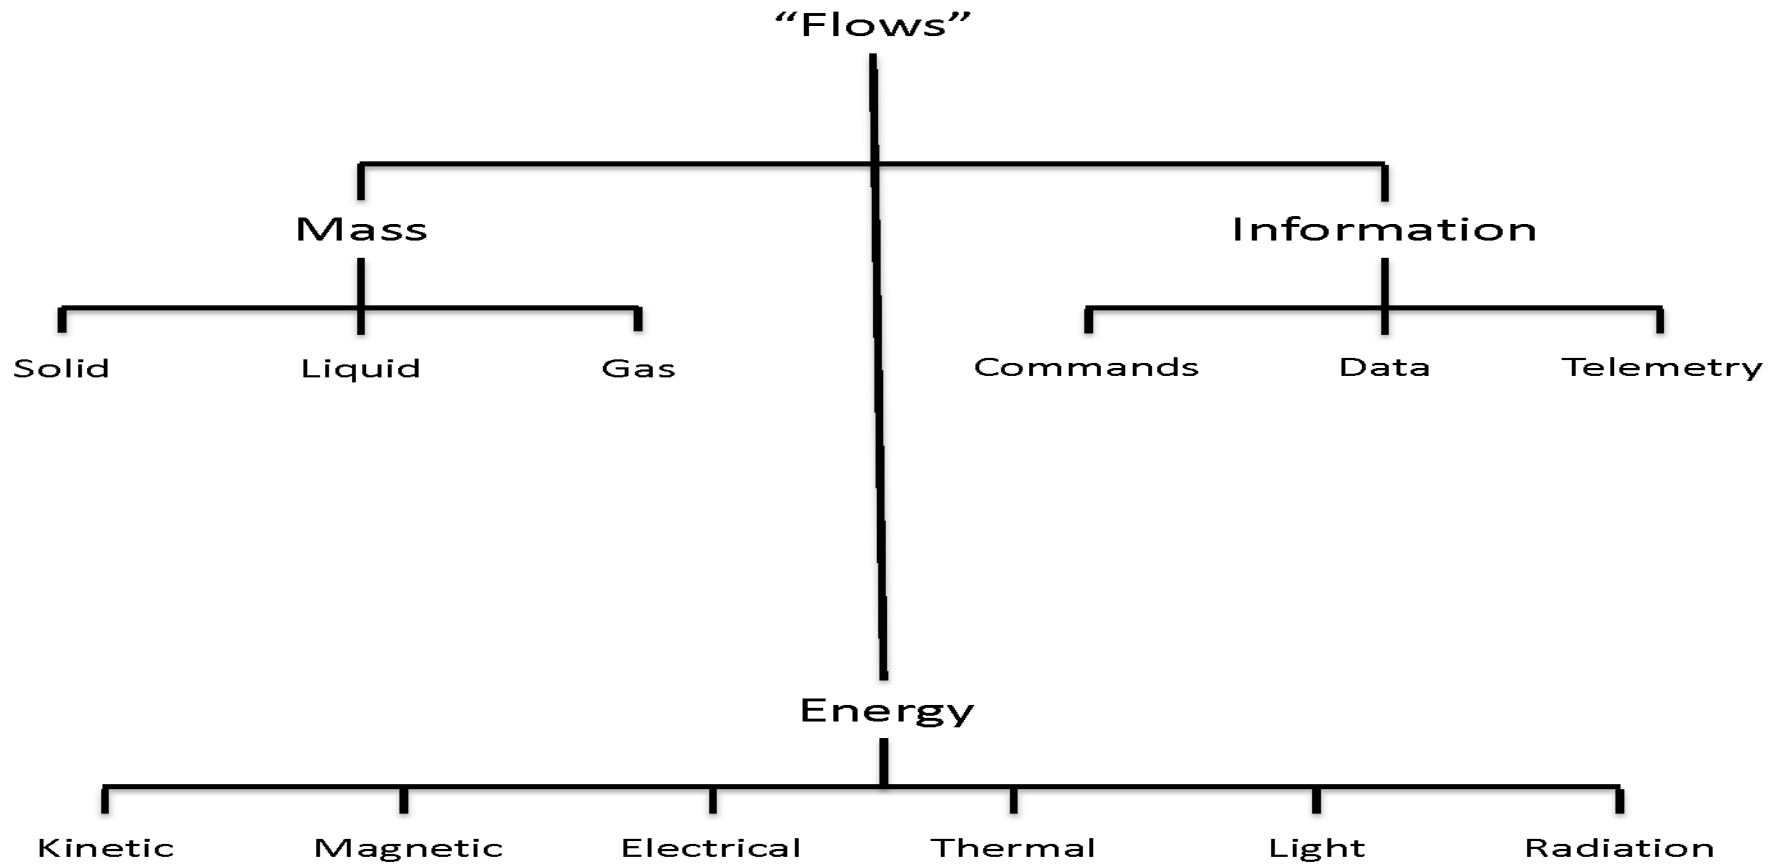 “Flows”
Mass
Information
Solid
Liquid
Gas
Commands
Data
Telemetry
Energy
Kinetic
Magnetic
Electrical
Thermal
Light
Radiation